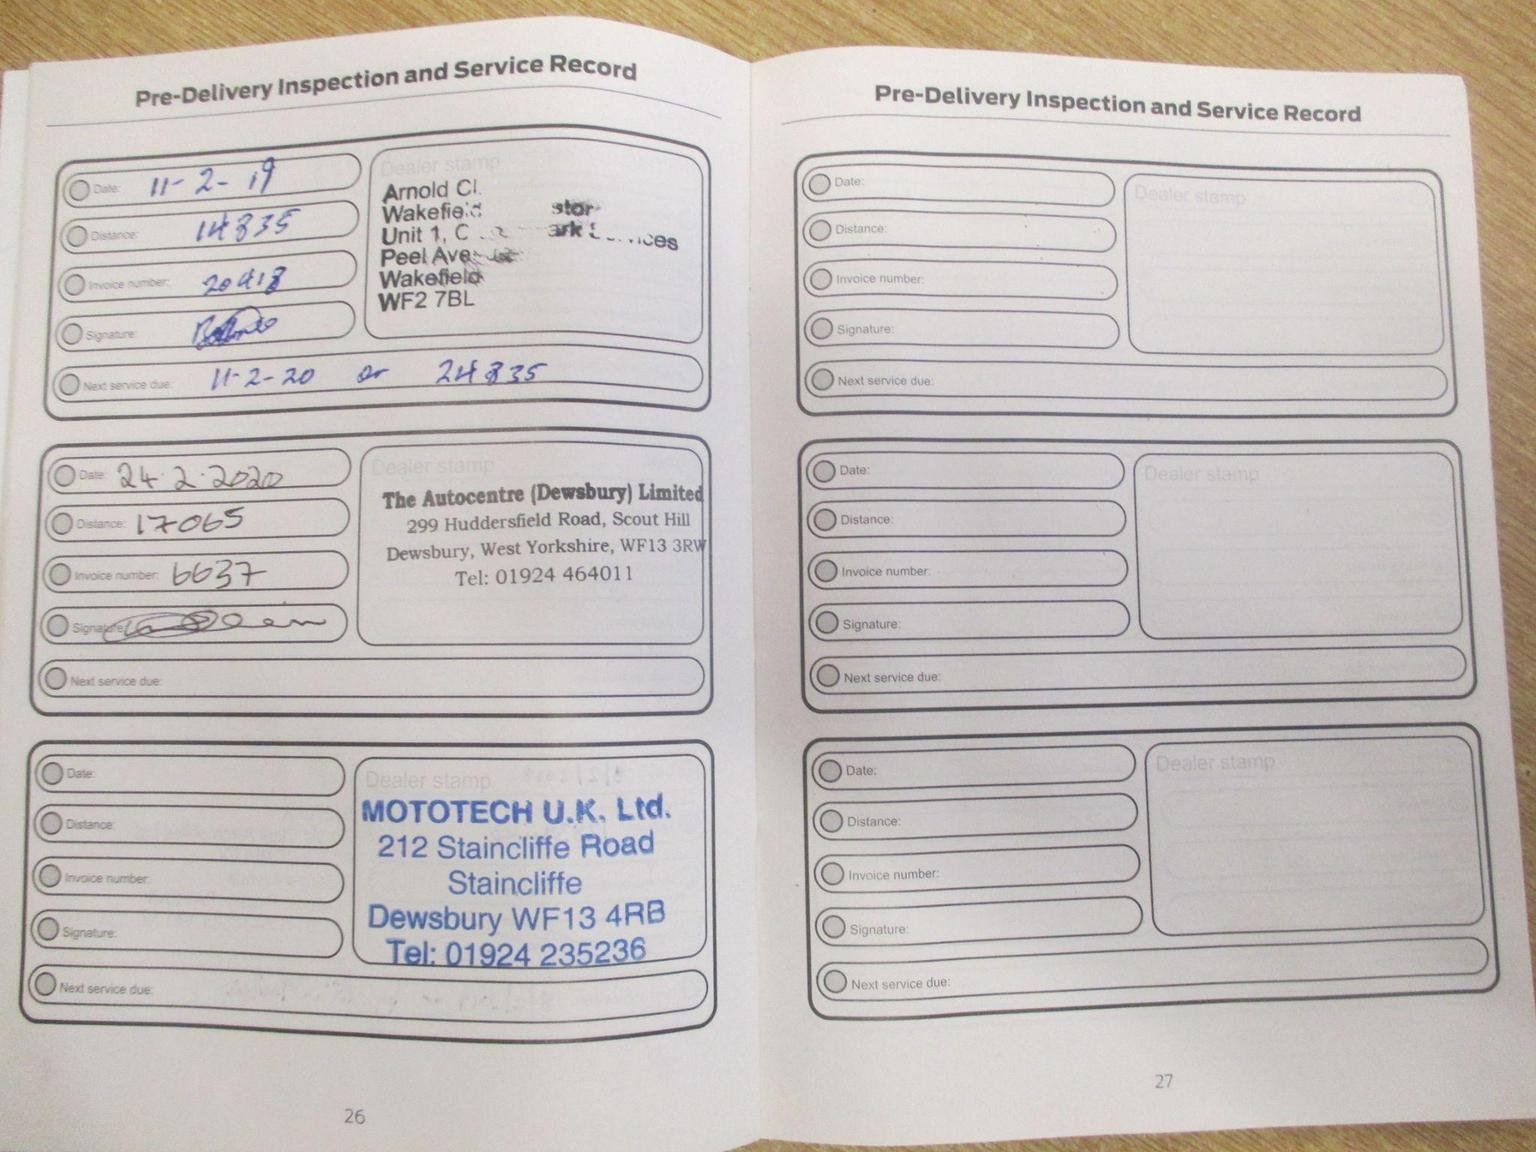 Pre-Delivery Inspection and Service Record
Date: 11-2-19
Distance: 14835
Invoice number: 20418
Signature:
Next service due: 11-2-20 or 24835
Dealer stamp
Arnold Cl
Wakefield
Unit 1,
Peel Avenue
Wakefield
WF2 7BL
Date: 24.2.2020
Distance: 17065
Invoice number: 6637
Signature:
Next service due:
Dealer stamp
The Autocentre (Dewsbury) Limited
299 Huddersfield Road, Scout Hill
Dewsbury, West Yorkshire, WF13 3RW
Tel: 01924 464011
Date:
Distance:
Invoice number:
Signature:
Next service due:
Dealer stamp
MOTOTECH U.K. Ltd.
212 Staincliffe Road
Staincliffe
Dewsbury WF13 4RB
Tel: 01924 235236
26
Pre-Delivery Inspection and Service Record
Date:
Distance:
Invoice number:
Signature:
Next service due:
Dealer stamp
Date:
Distance:
Invoice number:
Signature:
Next service due:
Dealer stamp
Date:
Distance:
Invoice number:
Signature:
Next service due:
Dealer stamp
27